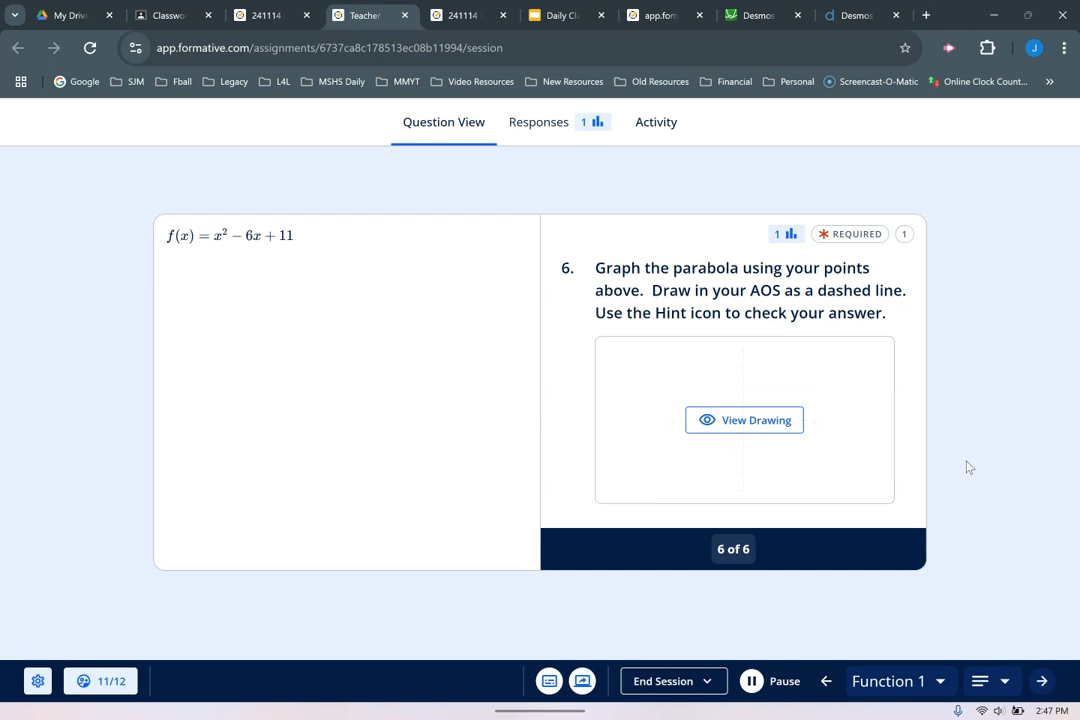 My Drive
Classwo
241114
Teacher
241114
Daily Cla
app.form
Desmos
Desmos
app.formative.com/assignments/6737ca8c178513ec08b11994/session
J
Google
SJM
Fball
Legacy
L4L
MSHS Daily
MMYT
Video Resources
New Resources
Old Resources
Financial
Personal
Screencast-O-Matic
Online Clock Count...
»
Question View
Responses
1
Activity
f(x) = x² − 6x + 11
1
* REQUIRED
1
6. Graph the parabola using your points
above. Draw in your AOS as a dashed line.
Use the Hint icon to check your answer.
View Drawing
6 of 6
11/12
End Session
Pause
Function 1
2:47 PM